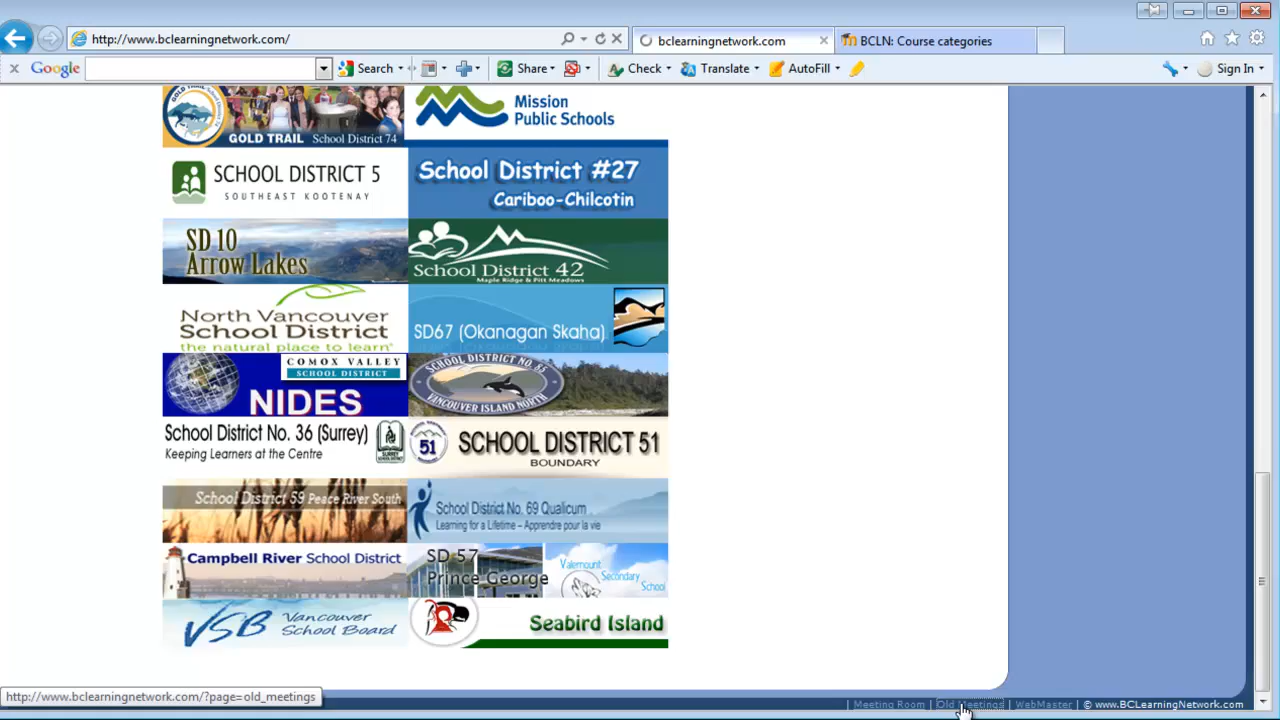 http://www.bclearningnetwork.com/
bclearningnetwork.com
BCLN: Course categories
Google
Search
Share
Check
Translate
AutoFill
Sign In
GOLD TRAIL School District 74
Mission
Public Schools
SCHOOL DISTRICT 5
SOUTHEAST KOOTENAY
School District #27
Cariboo-Chilcotin
SD 10
Arrow Lakes
School District 42
Maple Ridge & Pitt Meadows
North Vancouver
School District
the natural place to learn
SD67 (Okanagan Skaha)
COMOX VALLEY
SCHOOL DISTRICT
NIDES
SCHOOL DISTRICT NO. 85
VANCOUVER ISLAND NORTH
School District No. 36 (Surrey)
Keeping Learners at the Centre
51
SCHOOL DISTRICT 51
BOUNDARY
School District 59 Peace River South
School District No. 69 Qualicum
Learning for a Lifetime – Apprendre pour la vie
Campbell River School District
SD 57
Prince George
Valemount
Secondary
School
VSB Vancouver
School Board
Seabird Island
http://www.bclearningnetwork.com/?page=old_meetings
| Meeting Room | Old Meetings | WebMaster | © www.BCLearningNetwork.com